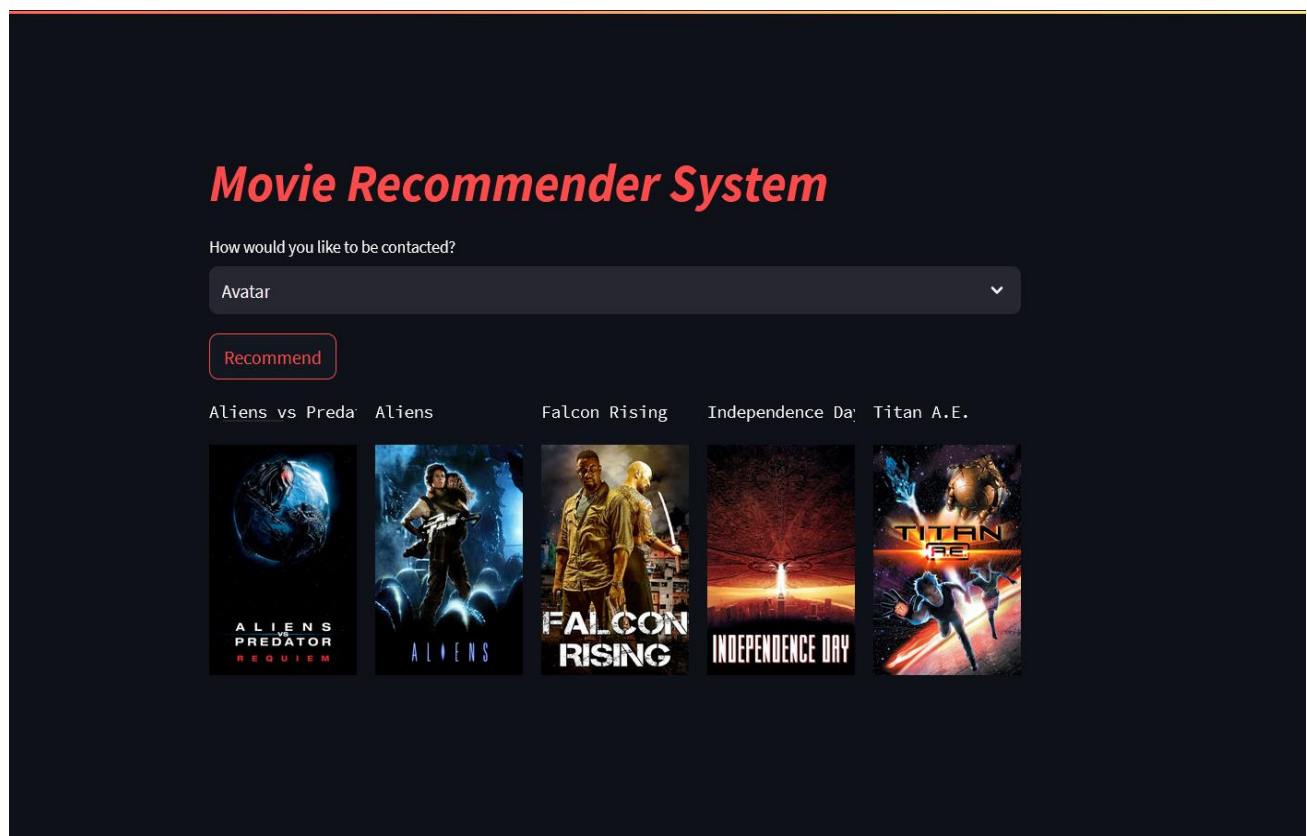 Movie Recommender System
How would you like to be contacted?
Avatar
Recommend
Aliens vs Preda Aliens Falcon Rising Independence Day Titan A.E.
ALIENS
vs
PREDATOR
REQUIEM
ALIENS
FALCON
RISING
INDEPENDENCE DAY
TITAN
A.E.